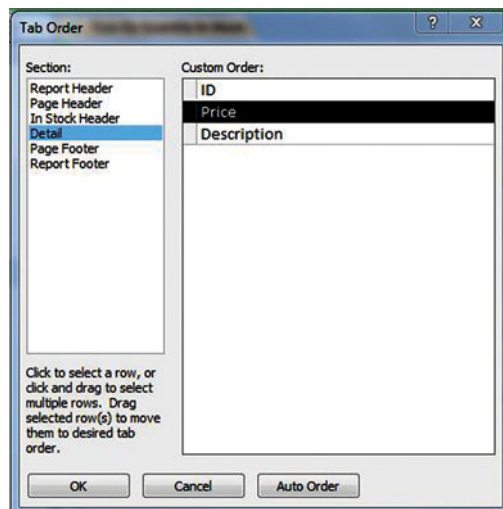 Tab Order
Section:
Report Header
Page Header
In Stock Header
Detail
Page Footer
Report Footer
Custom Order:
ID
Price
Description
Click to select a row, or
click and drag to select
multiple rows. Drag
selected row(s) to move
them to desired tab
order.
OK
Cancel
Auto Order